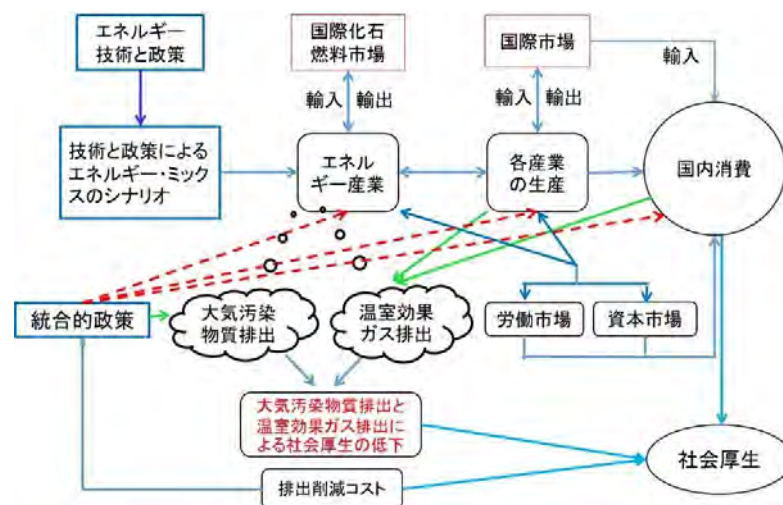 エネルギー
技術と政策
国際化石
燃料市場
国際市場
輸入
輸入
輸出
輸入
輸出
技術と政策による
エネルギー・ミック
スのシナリオ
エネル
ギー産業
各産業
の生産
国内消費
統合的政策
大気汚染
物質排出
温室効果
ガス排出
労働市場
資本市場
大気汚染物質排出と
温室効果ガス排出に
よる社会厚生の低下
社会厚生
排出削減コスト